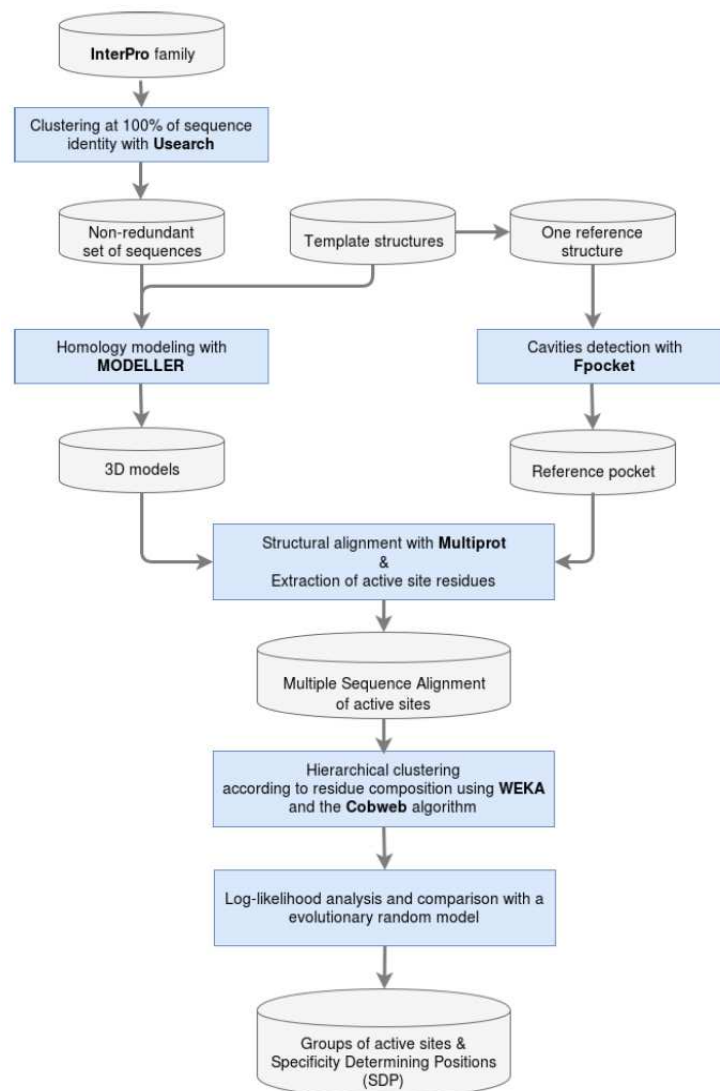 InterPro family
Clustering at 100% of sequence
identity with Usearch
Non-redundant
set of sequences
Template structures
One reference
structure
Homology modeling with
MODELLER
Cavities detection with
Fpocket
3D models
Reference pocket
Structural alignment with Multiprot
&
Extraction of active site residues
Multiple Sequence Alignment
of active sites
Hierarchical clustering
according to residue composition using WEKA
and the Cobweb algorithm
Log-likelihood analysis and comparison with a
evolutionary random model
Groups of active sites &
Specificity Determining Positions
(SDP)